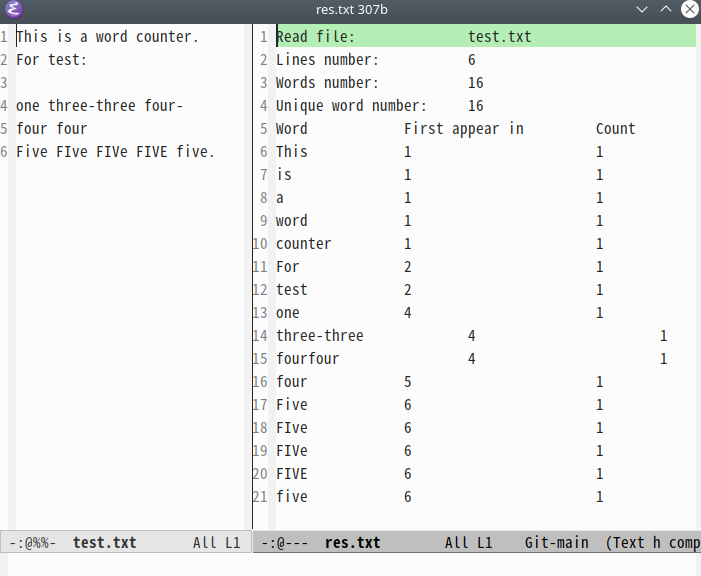 res.txt 307b
1 This is a word counter.
2 For test:
3
4 one three-three four-
5 four four
6 Five FIve FIVe FIVE five.
-:@%%- test.txt All L1
1 Read file: test.txt
2 Lines number: 6
3 Words number: 16
4 Unique word number: 16
5 Word First appear in Count
6 This 1 1
7 is 1 1
8 a 1 1
9 word 1 1
10 counter 1 1
11 For 2 1
12 test 2 1
13 one 4 1
14 three-three 4 1
15 fourfour 4 1
16 four 5 1
17 Five 6 1
18 FIve 6 1
19 FIVe 6 1
20 FIVE 6 1
21 five 6 1
-:@--- res.txt All L1 Git-main (Text h comp